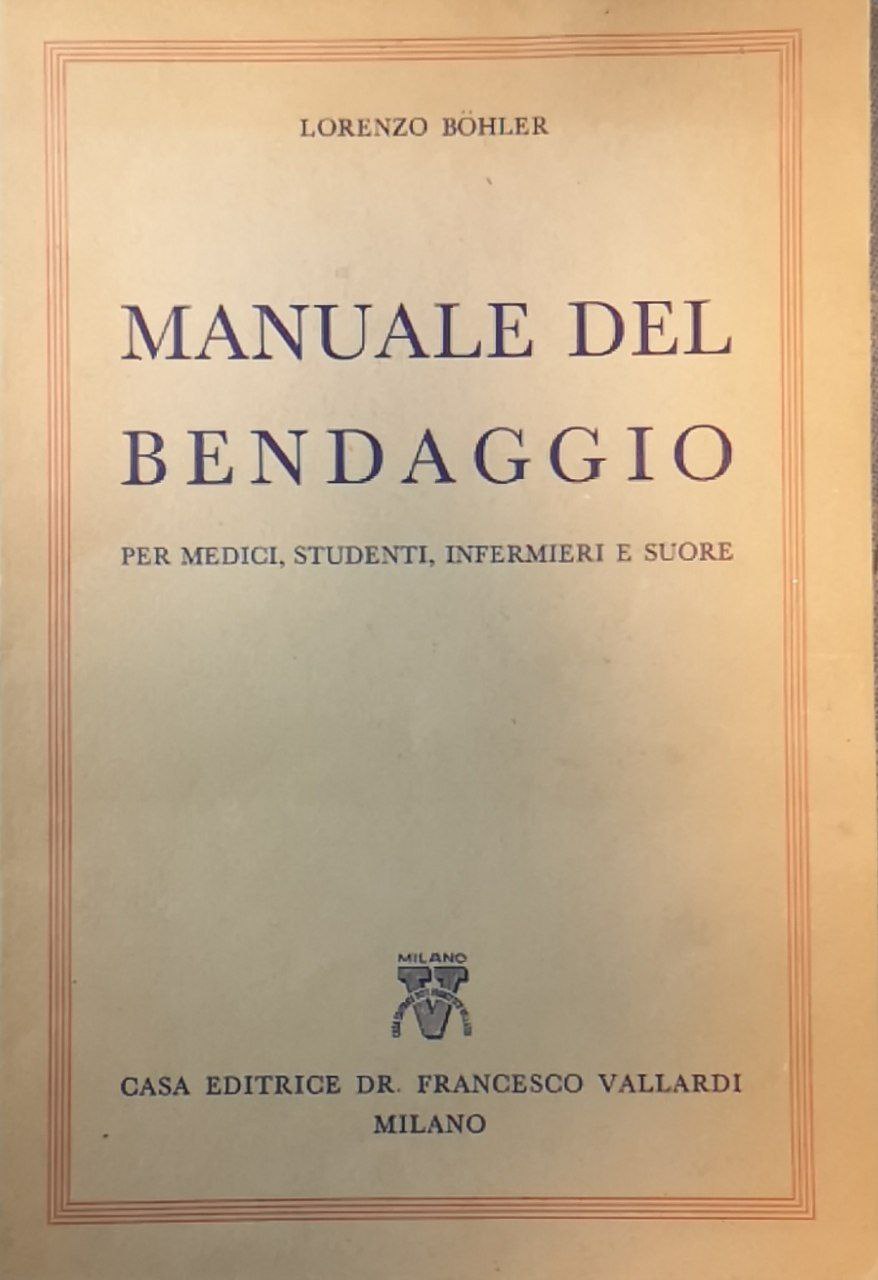 LORENZO BÖHLER
MANUALE DEL
BENDAGGIO
PER MEDICI, STUDENTI, INFERMIERI E SUORE
MILANO
V
CASA EDITRICE DR. FRANCESCO VALLARDI
MILANO